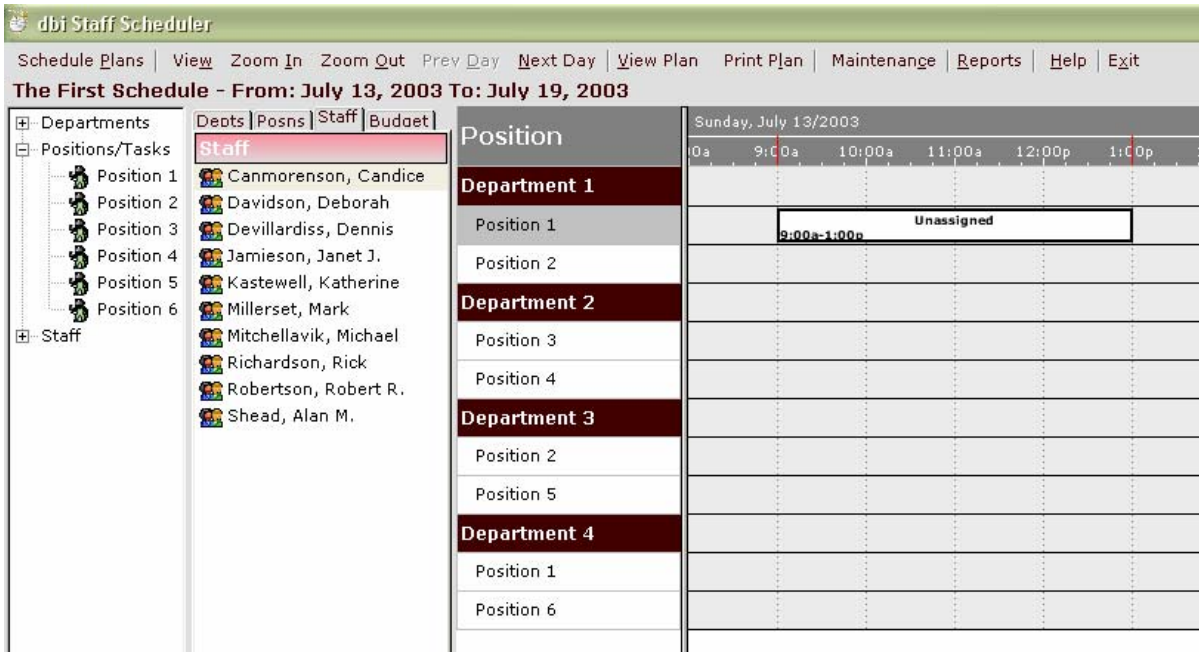 dbi Staff Scheduler
Schedule Plans | View Zoom In Zoom Out Prev Day Next Day | View Plan Print Plan | Maintenance | Reports | Help | Exit
The First Schedule - From: July 13, 2003 To: July 19, 2003
Departments
Positions/Tasks
Position 1
Position 2
Position 3
Position 4
Position 5
Position 6
Staff
Depts Posns Staff Budget
Staff
Canmorenson, Candice
Davidson, Deborah
Devillardiss, Dennis
Jamieson, Janet J.
Kastewell, Katherine
Millerset, Mark
Mitchellavik, Michael
Richardson, Rick
Robertson, Robert R.
Shead, Alan M.
Position
Department 1
Position 1
Position 2
Department 2
Position 3
Position 4
Department 3
Position 2
Position 5
Department 4
Position 1
Position 6
Sunday, July 13/2003
9:00a 10:00a 11:00a 12:00p 1:00p
Unassigned
9:00a-1:00p